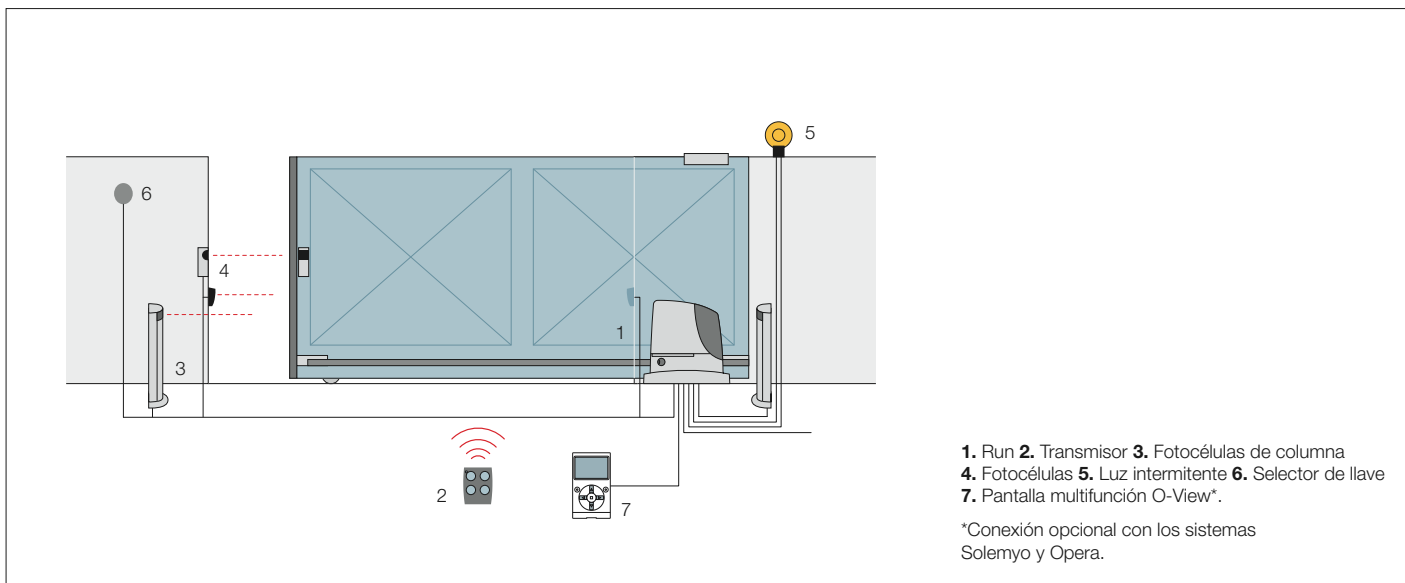 5
6
4
1
3
2
7
1. Run 2. Transmisor 3. Fotocélulas de columna
4. Fotocélulas 5. Luz intermitente 6. Selector de llave
7. Pantalla multifunción O-View*.
*Conexión opcional con los sistemas
Solemyo y Opera.